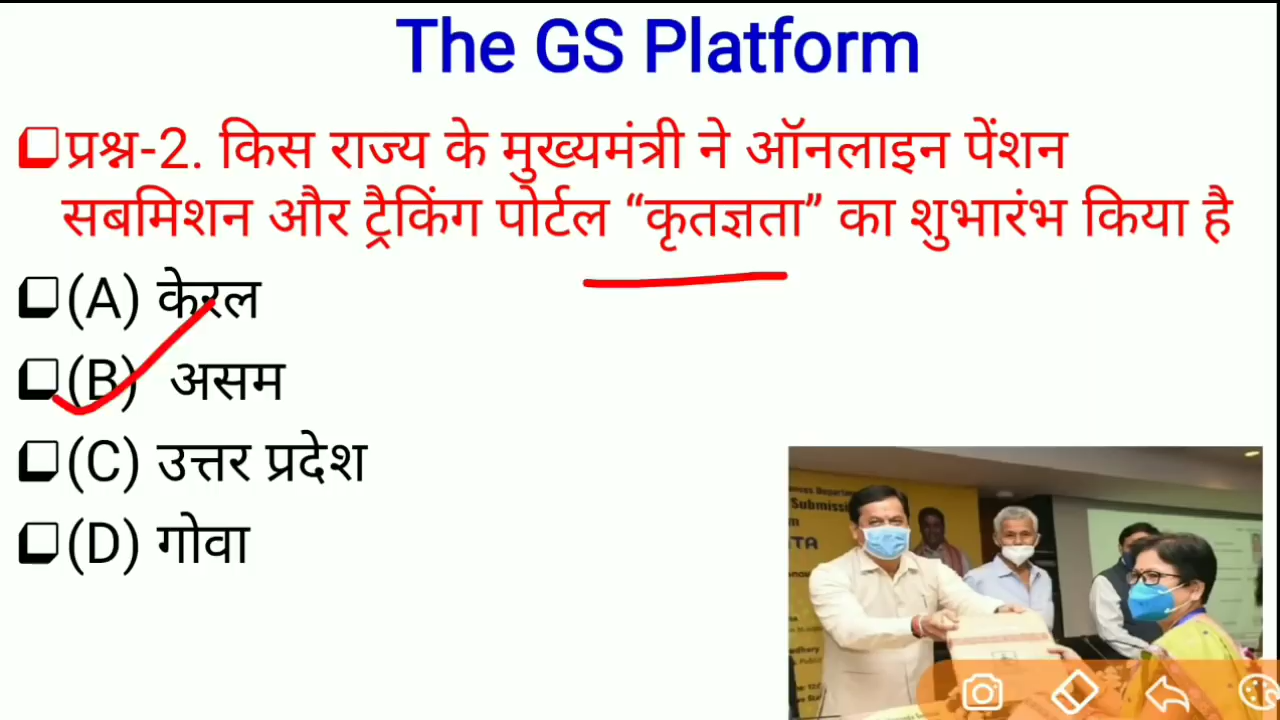 The GS Platform
प्रश्न-2. किस राज्य के मुख्यमंत्री ने ऑनलाइन पेंशन
सबमिशन और ट्रैकिंग पोर्टल “कृतज्ञता” का शुभारंभ किया है
(A) केरल
(B) असम
(C) उत्तर प्रदेश
(D) गोवा